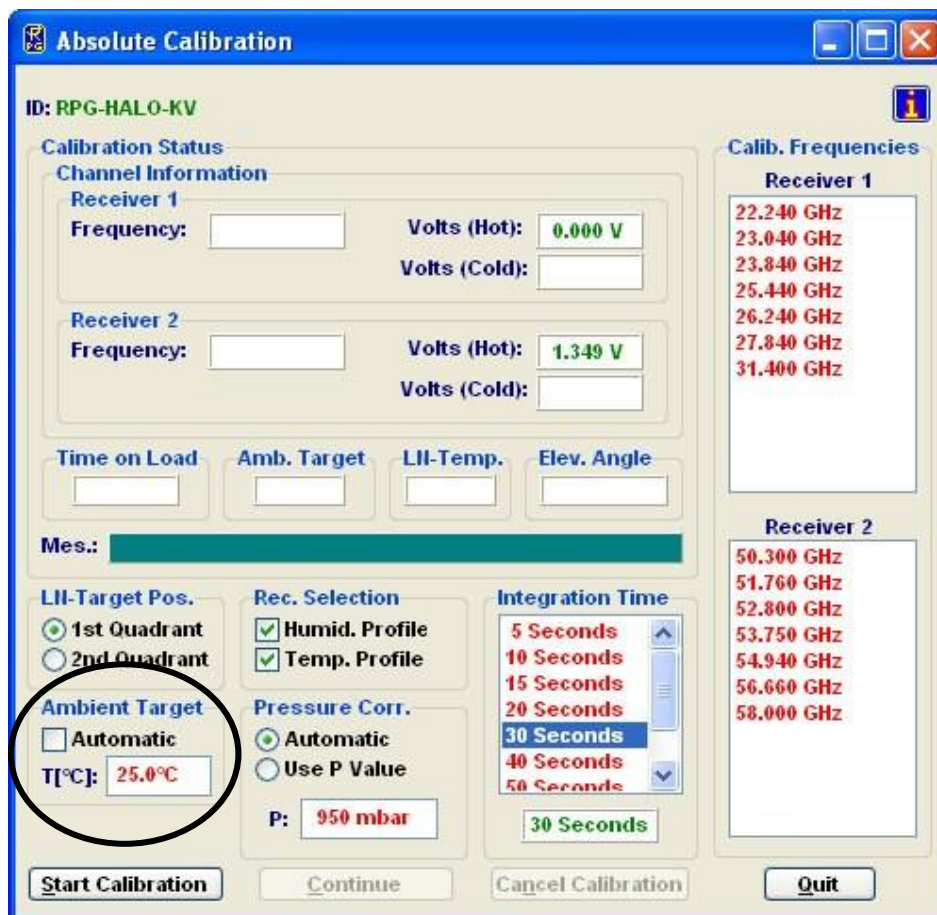 Absolute Calibration
ID: RPG-HALO-KV
Calibration Status
Channel Information
Receiver 1
Frequency:
Volts (Hot): 0.000 V
Volts (Cold):
Receiver 2
Frequency:
Volts (Hot): 1.349 V
Volts (Cold):
Time on Load Amb. Target LN-Temp. Elev. Angle
Mes.:
LN-Target Pos.
1st Quadrant
2nd Quadrant
Rec. Selection
Humid. Profile
Temp. Profile
Ambient Target
Automatic
T[°C]: 25.0°C
Pressure Corr.
Automatic
Use P Value
P: 950 mbar
Integration Time
5 Seconds
10 Seconds
15 Seconds
20 Seconds
30 Seconds
40 Seconds
50 Seconds
30 Seconds
Calib. Frequencies
Receiver 1
22.240 GHz
23.040 GHz
23.840 GHz
25.440 GHz
26.240 GHz
27.840 GHz
31.400 GHz
Receiver 2
50.300 GHz
51.760 GHz
52.800 GHz
53.750 GHz
54.940 GHz
56.660 GHz
58.000 GHz
Start Calibration Continue Cancel Calibration Quit